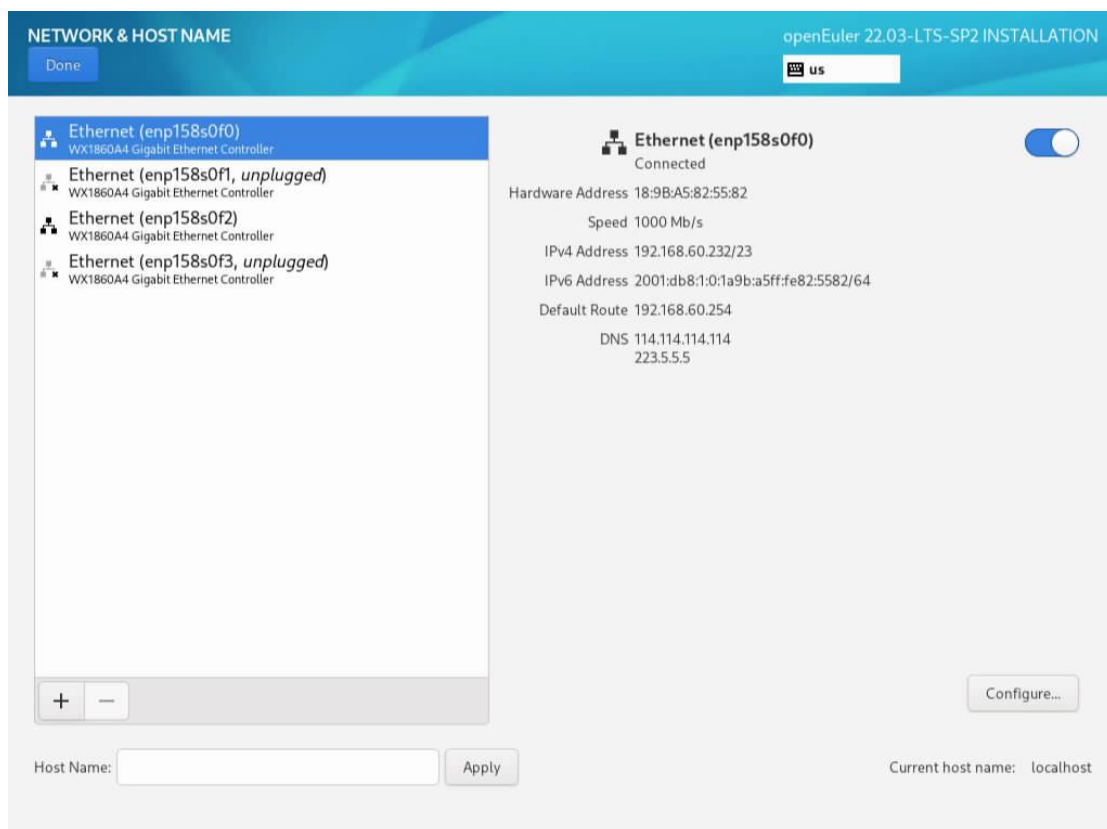 NETWORK & HOST NAME
openEuler 22.03-LTS-SP2 INSTALLATION
Done
us
Ethernet (enp158s0f0)
WX1860A4 Gigabit Ethernet Controller
Ethernet (enp158s0f1, unplugged)
WX1860A4 Gigabit Ethernet Controller
Ethernet (enp158s0f2)
WX1860A4 Gigabit Ethernet Controller
Ethernet (enp158s0f3, unplugged)
WX1860A4 Gigabit Ethernet Controller
Ethernet (enp158s0f0)
Connected
Hardware Address 18:9B:A5:82:55:82
Speed 1000 Mb/s
IPv4 Address 192.168.60.232/23
IPv6 Address 2001:db8:1:0:1a9b:a5ff:fe82:5582/64
Default Route 192.168.60.254
DNS 114.114.114.114
223.5.5.5
+ −
Configure...
Host Name:
Apply
Current host name: localhost